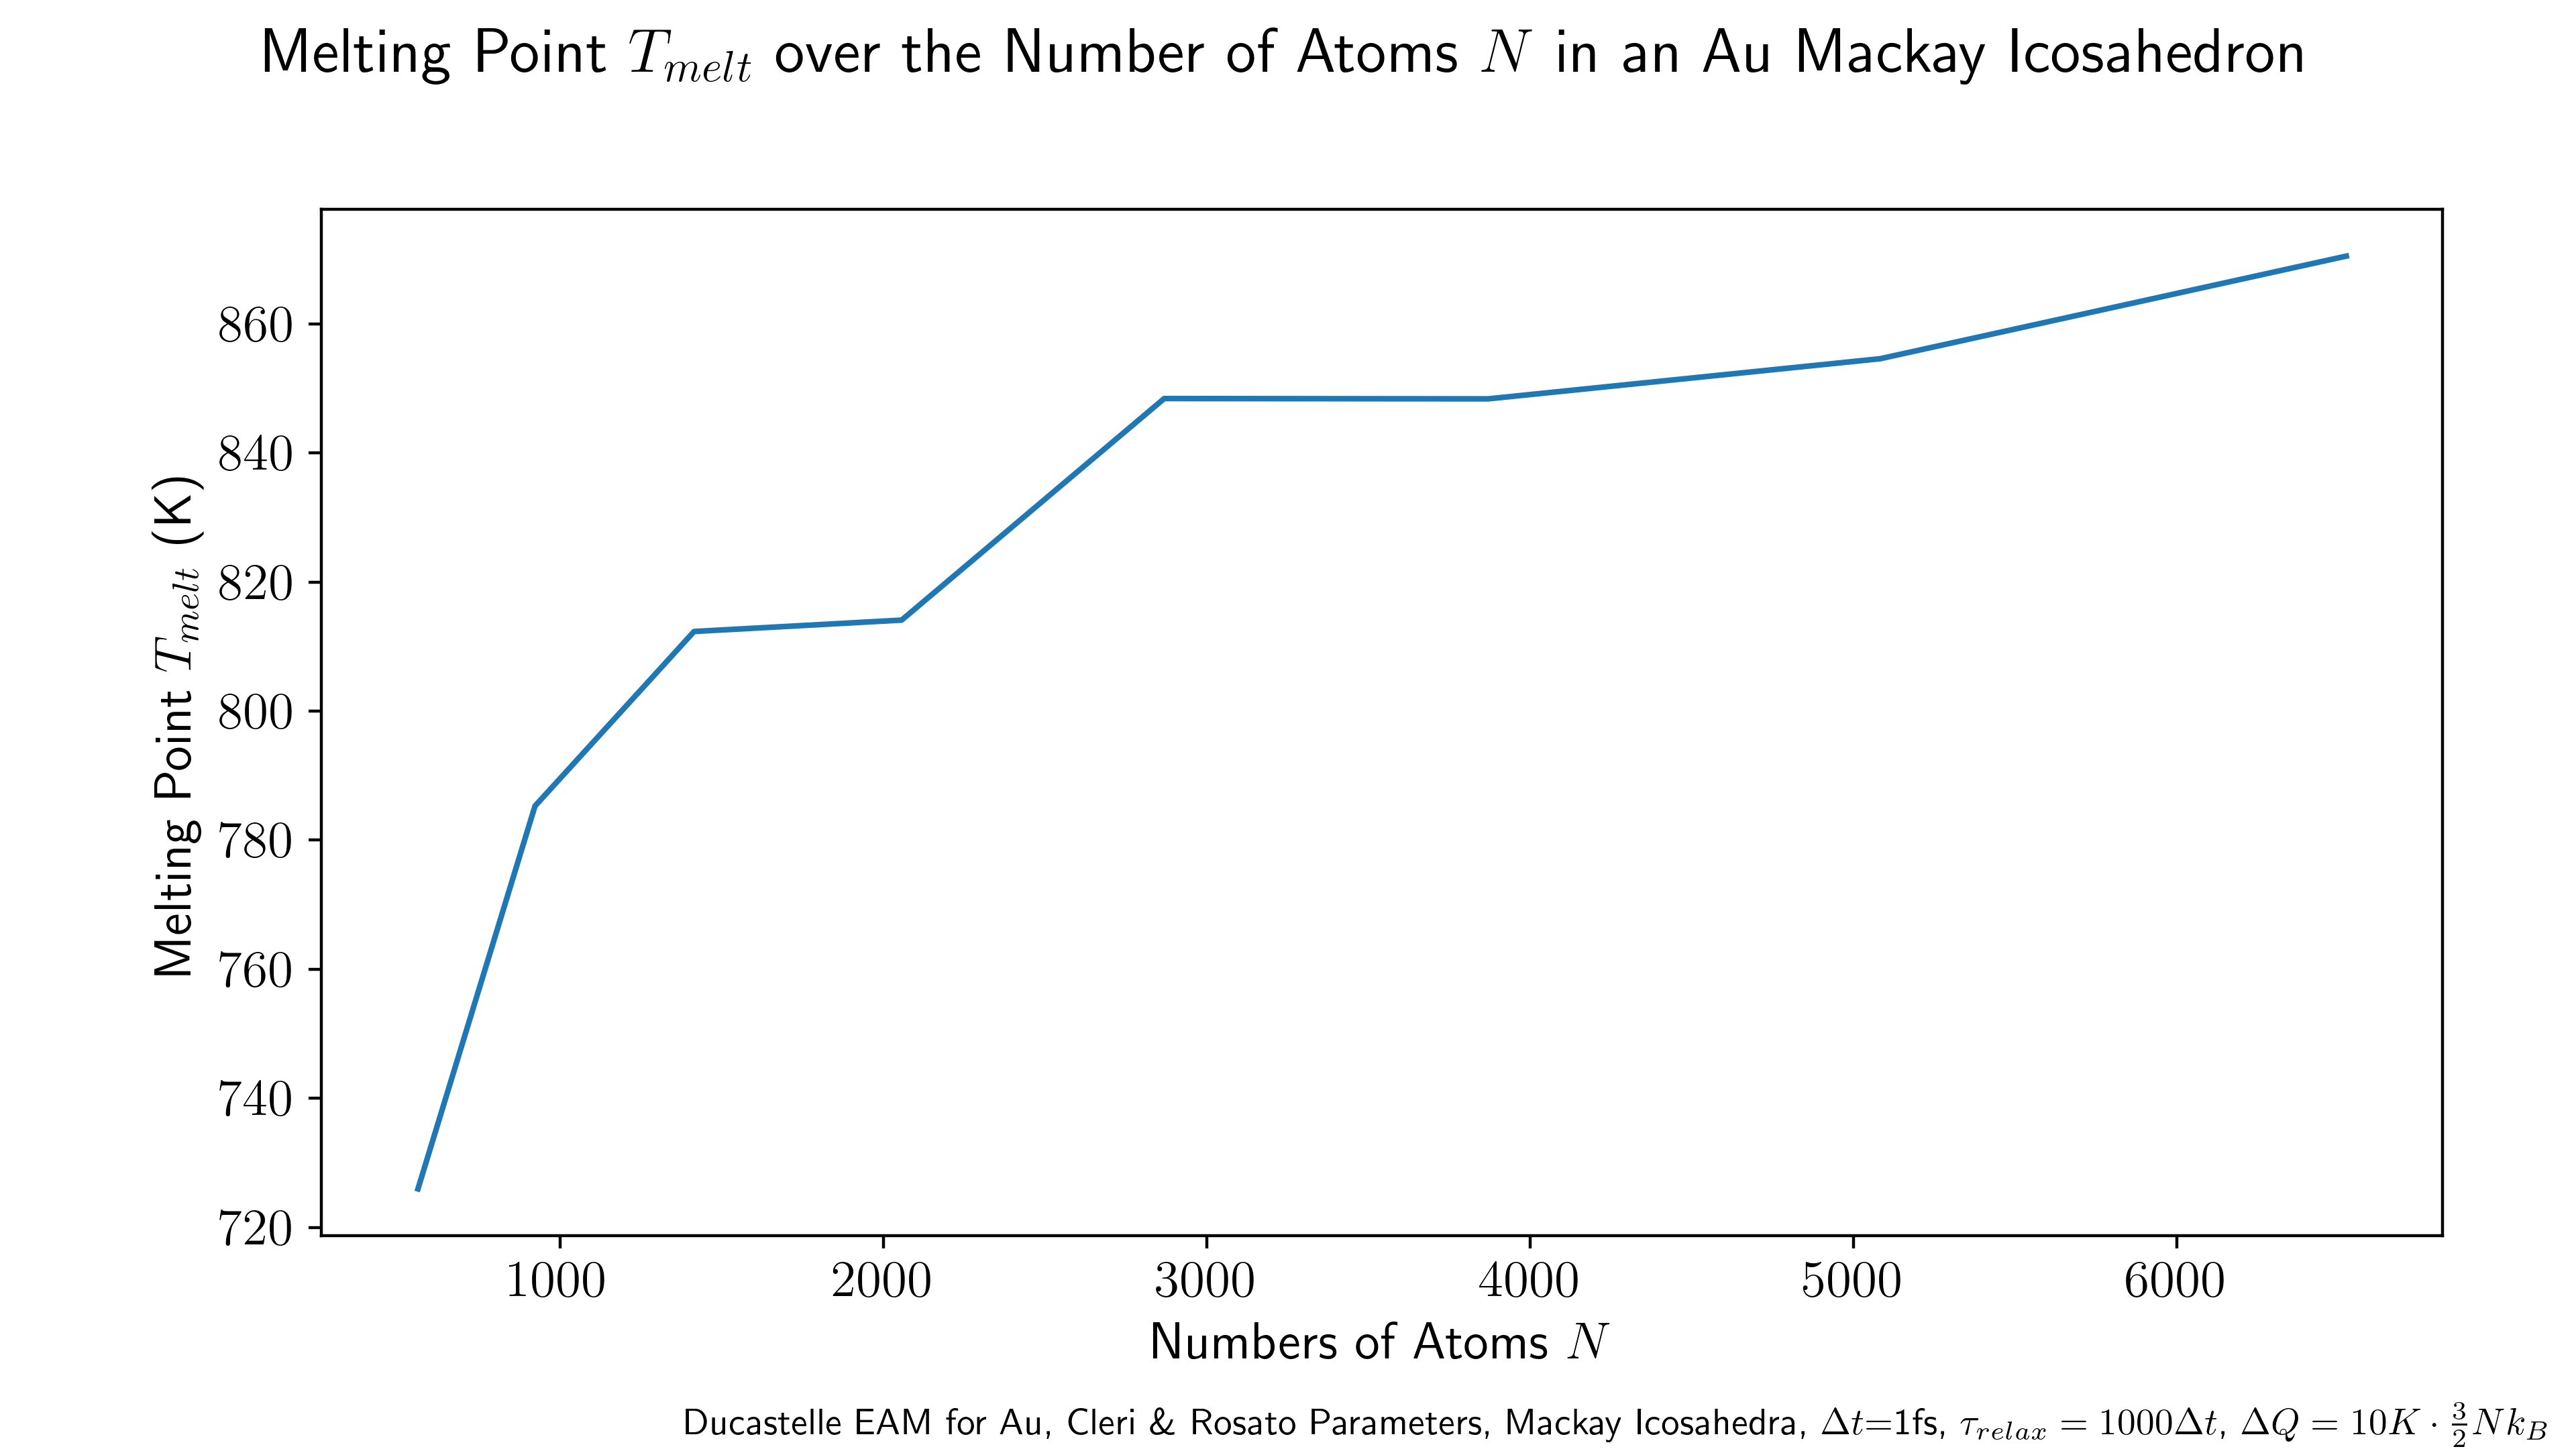 Melting Point $T_{melt}$ over the Number of Atoms $N$ in an Au Mackay Icosahedron
Melting Point $T_{melt}$ (K)
860
840
820
800
780
760
740
720
1000 2000 3000 4000 5000 6000
Numbers of Atoms $N$
Ducastelle EAM for Au, Cleri & Rosato Parameters, Mackay Icosahedra, $\Delta t$=1fs, $\tau_{relax} = 1000\Delta t$, $\Delta Q = 10K \cdot \frac{3}{2} N k_B$